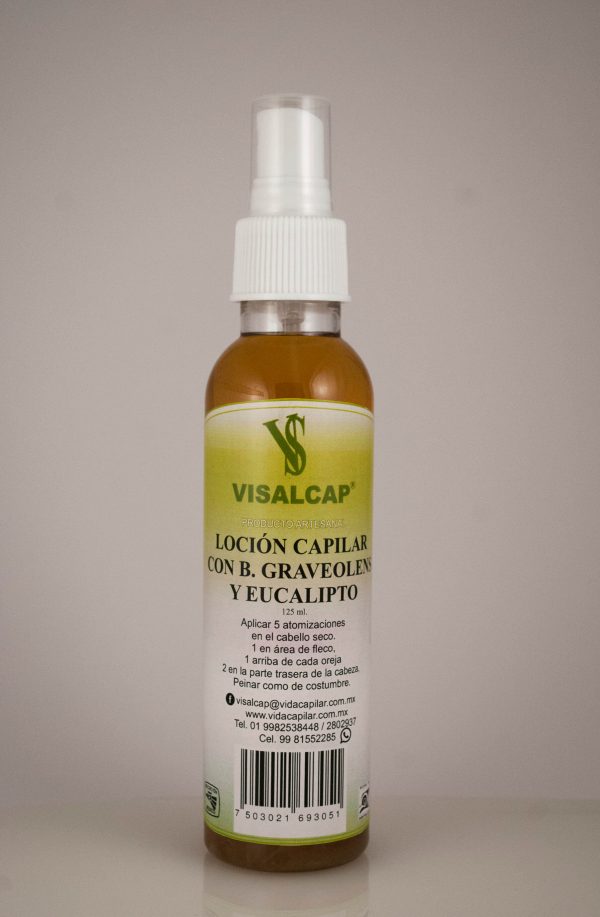 VS
VISALCAP®
PRODUCTO ARTESANAL
LOCIÓN CAPILAR
CON B. GRAVEOLENS
Y EUCALIPTO
125 ml.
Aplicar 5 atomizaciones
en el cabello seco.
1 en área de fleco,
1 arriba de cada oreja
2 en la parte trasera de la cabeza.
Peinar como de costumbre.
visalcap@vidacapilar.com.mx
www.vidacapilar.com.mx
Tel. 01 9982538448 / 2802937
Cel. 99 81552285
7 503021 693051